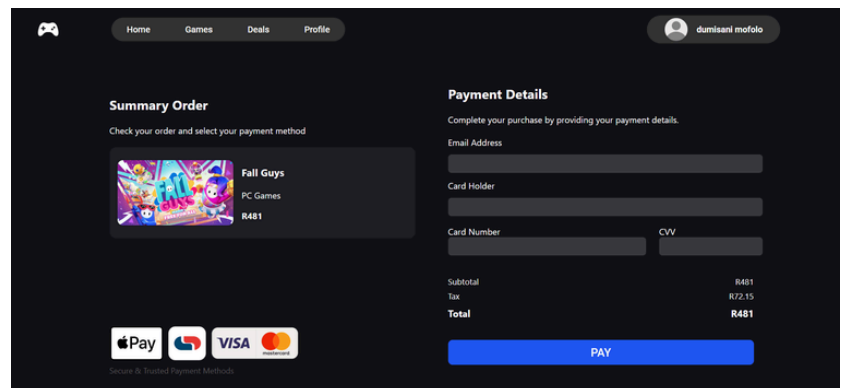 Home Games Deals Profile
dumisani mofolo
Summary Order
Check your order and select your payment method
FALL GUYS
Fall Guys
PC Games
R481
Pay
VISA
mastercard
Secure & Trusted Payment Methods
Payment Details
Complete your purchase by providing your payment details.
Email Address
Card Holder
Card Number CVV
Subtotal R481
Tax R72.15
Total R481
PAY